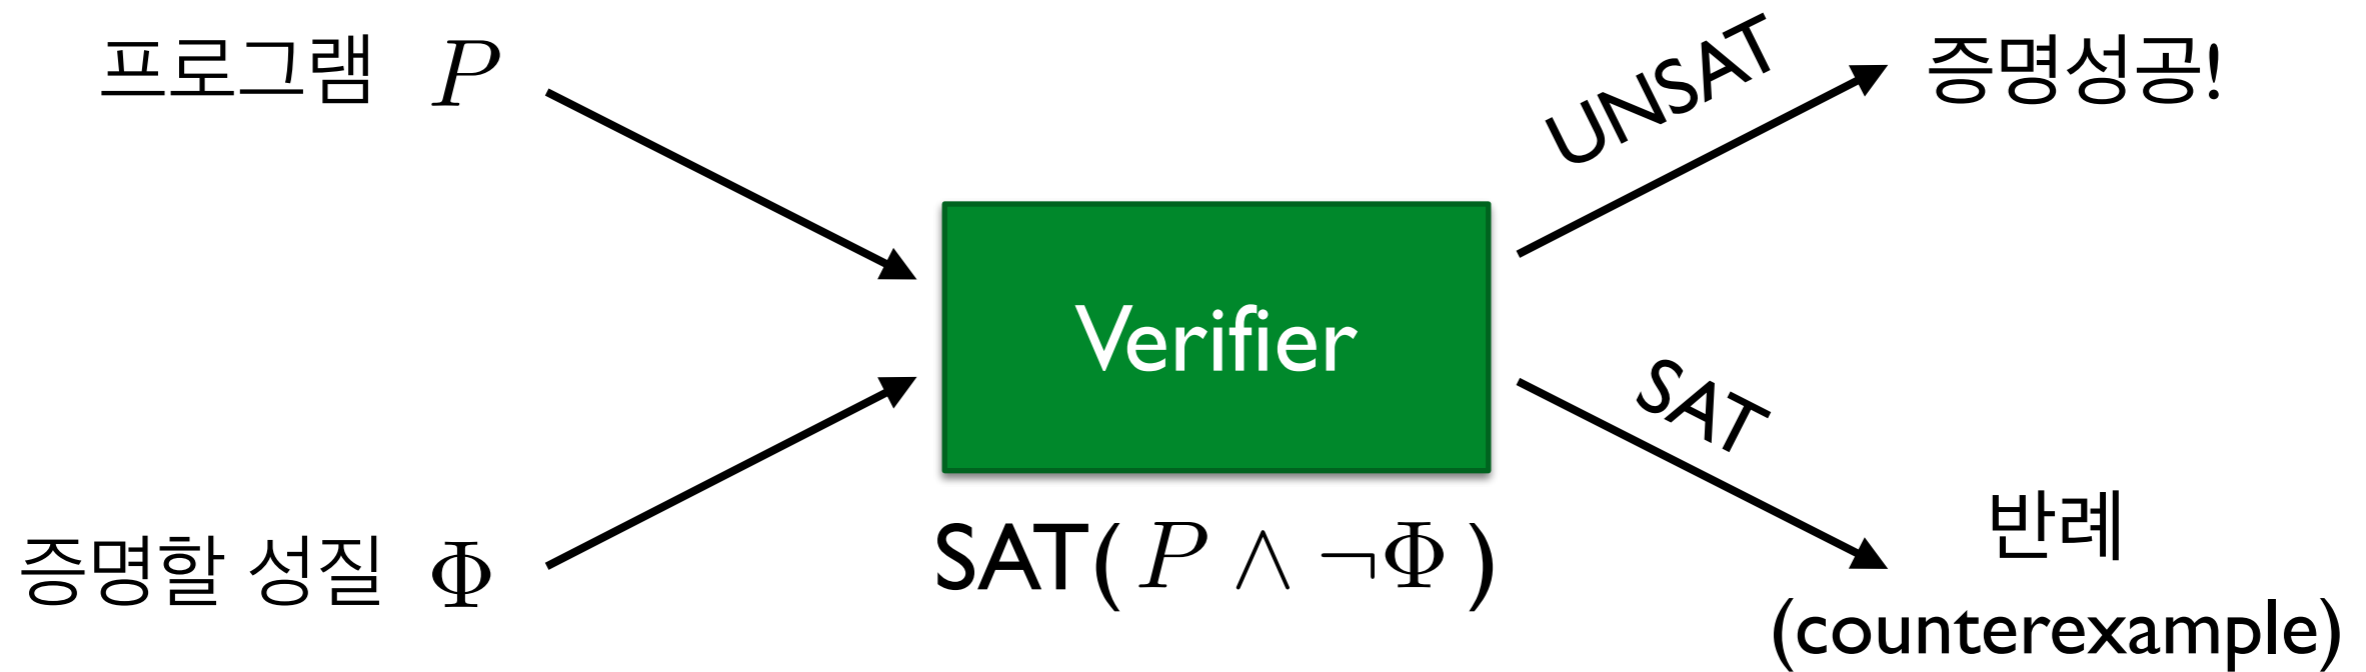 프로그램 P
증명할 성질 Φ
Verifier
SAT( P ∧ ¬Φ )
UNSAT
증명성공!
SAT
반례
(counterexample)